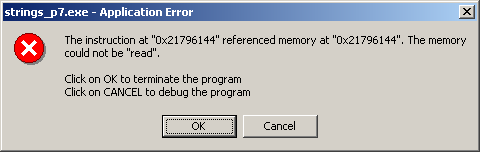 strings_p7.exe - Application Error
The instruction at "0x21796144" referenced memory at "0x21796144". The memory
could not be "read".
Click on OK to terminate the program
Click on CANCEL to debug the program
OK
Cancel